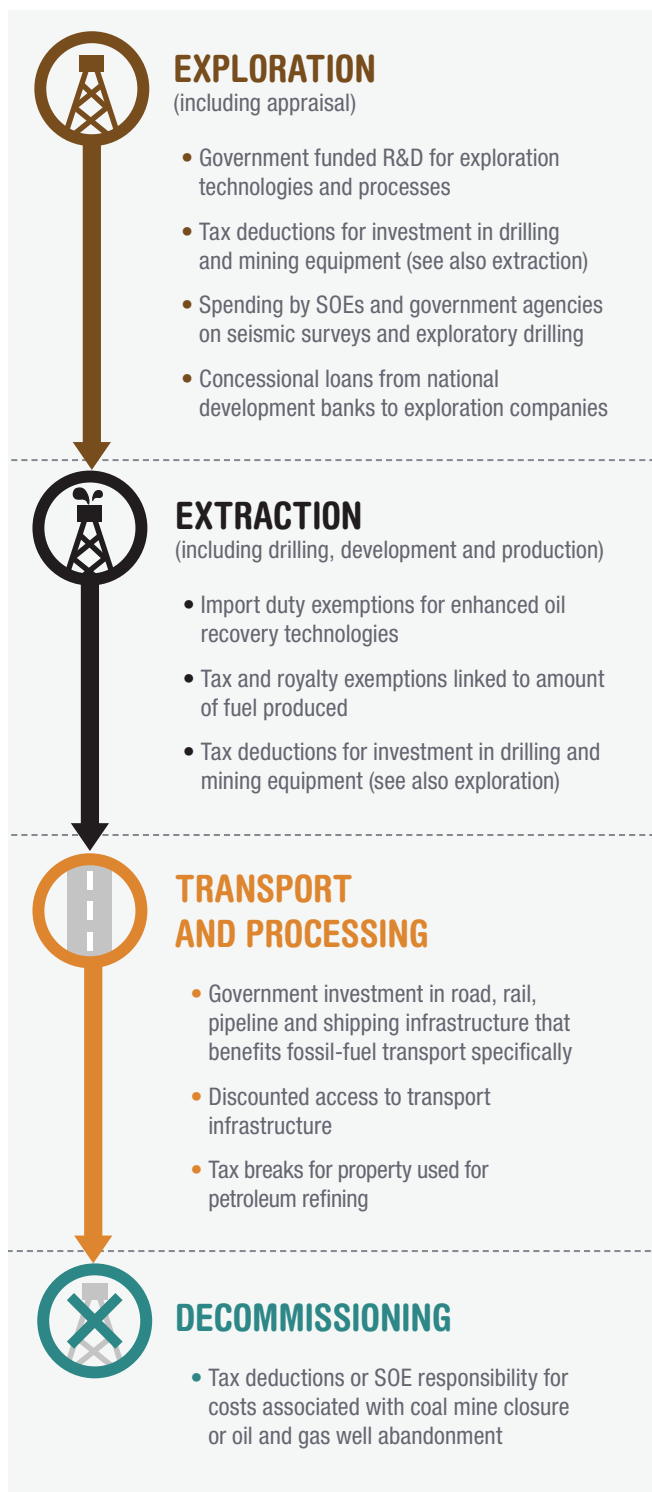 EXPLORATION
(including appraisal)
• Government funded R&D for exploration
technologies and processes
• Tax deductions for investment in drilling
and mining equipment (see also extraction)
• Spending by SOEs and government agencies
on seismic surveys and exploratory drilling
• Concessional loans from national
development banks to exploration companies
EXTRACTION
(including drilling, development and production)
• Import duty exemptions for enhanced oil
recovery technologies
• Tax and royalty exemptions linked to amount
of fuel produced
• Tax deductions for investment in drilling and
mining equipment (see also exploration)
TRANSPORT
AND PROCESSING
• Government investment in road, rail,
pipeline and shipping infrastructure that
benefits fossil-fuel transport specifically
• Discounted access to transport
infrastructure
• Tax breaks for property used for
petroleum refining
DECOMMISSIONING
• Tax deductions or SOE responsibility for
costs associated with coal mine closure
or oil and gas well abandonment